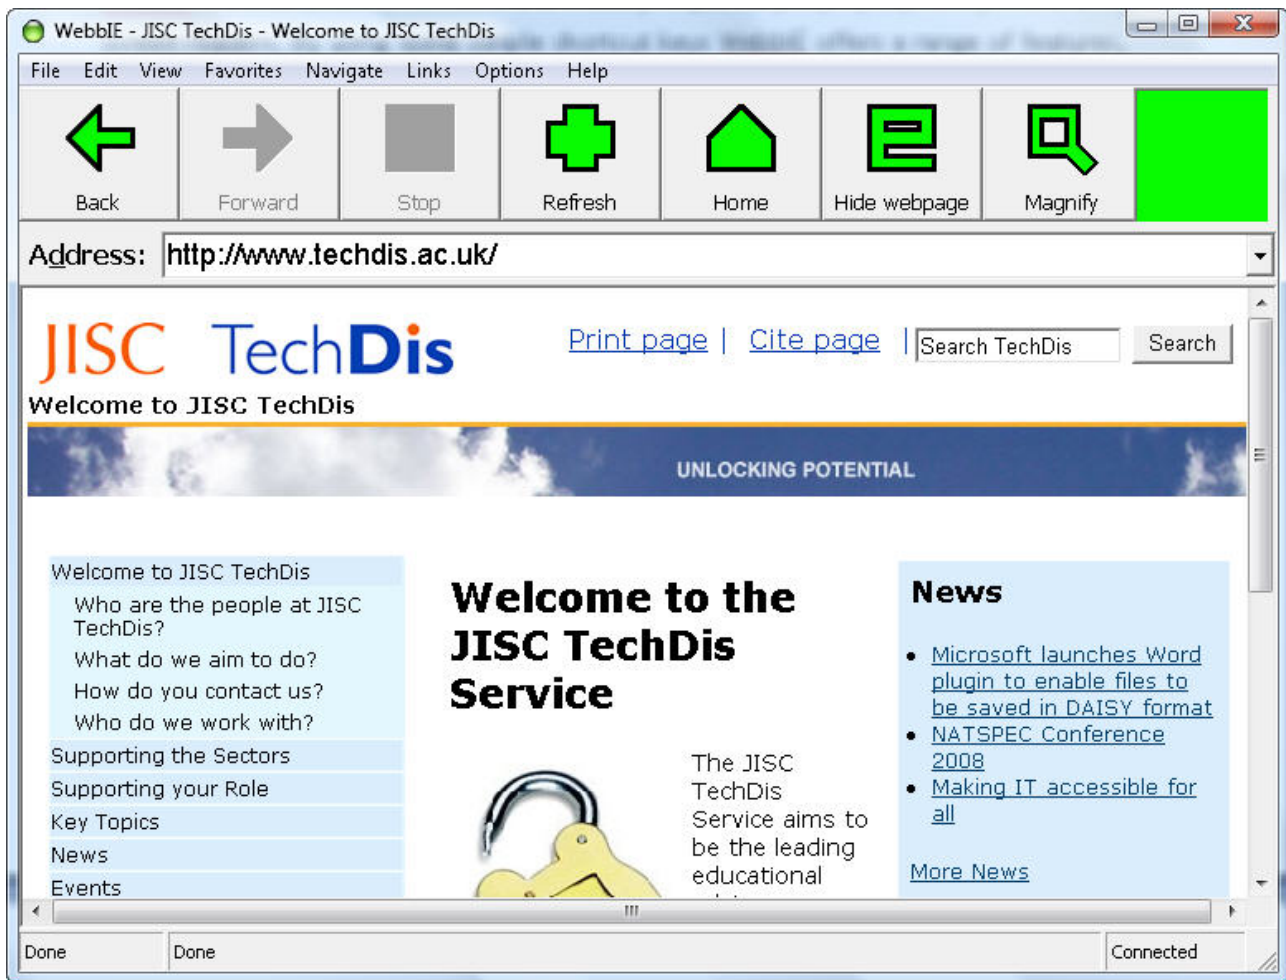 WebbIE - JISC TechDis - Welcome to JISC TechDis
File Edit View Favorites Navigate Links Options Help
Back Forward Stop Refresh Home Hide webpage Magnify
Address: http://www.techdis.ac.uk/
JISC TechDis
Print page | Cite page | Search TechDis Search
Welcome to JISC TechDis
UNLOCKING POTENTIAL
Welcome to JISC TechDis
Who are the people at JISC
TechDis?
What do we aim to do?
How do you contact us?
Who do we work with?
Supporting the Sectors
Supporting your Role
Key Topics
News
Events
Welcome to the
JISC TechDis
Service
The JISC
TechDis
Service aims to
be the leading
educational
News
Microsoft launches Word
plugin to enable files to
be saved in DAISY format
NATSPEC Conference
2008
Making IT accessible for
all
More News
Done Done Connected